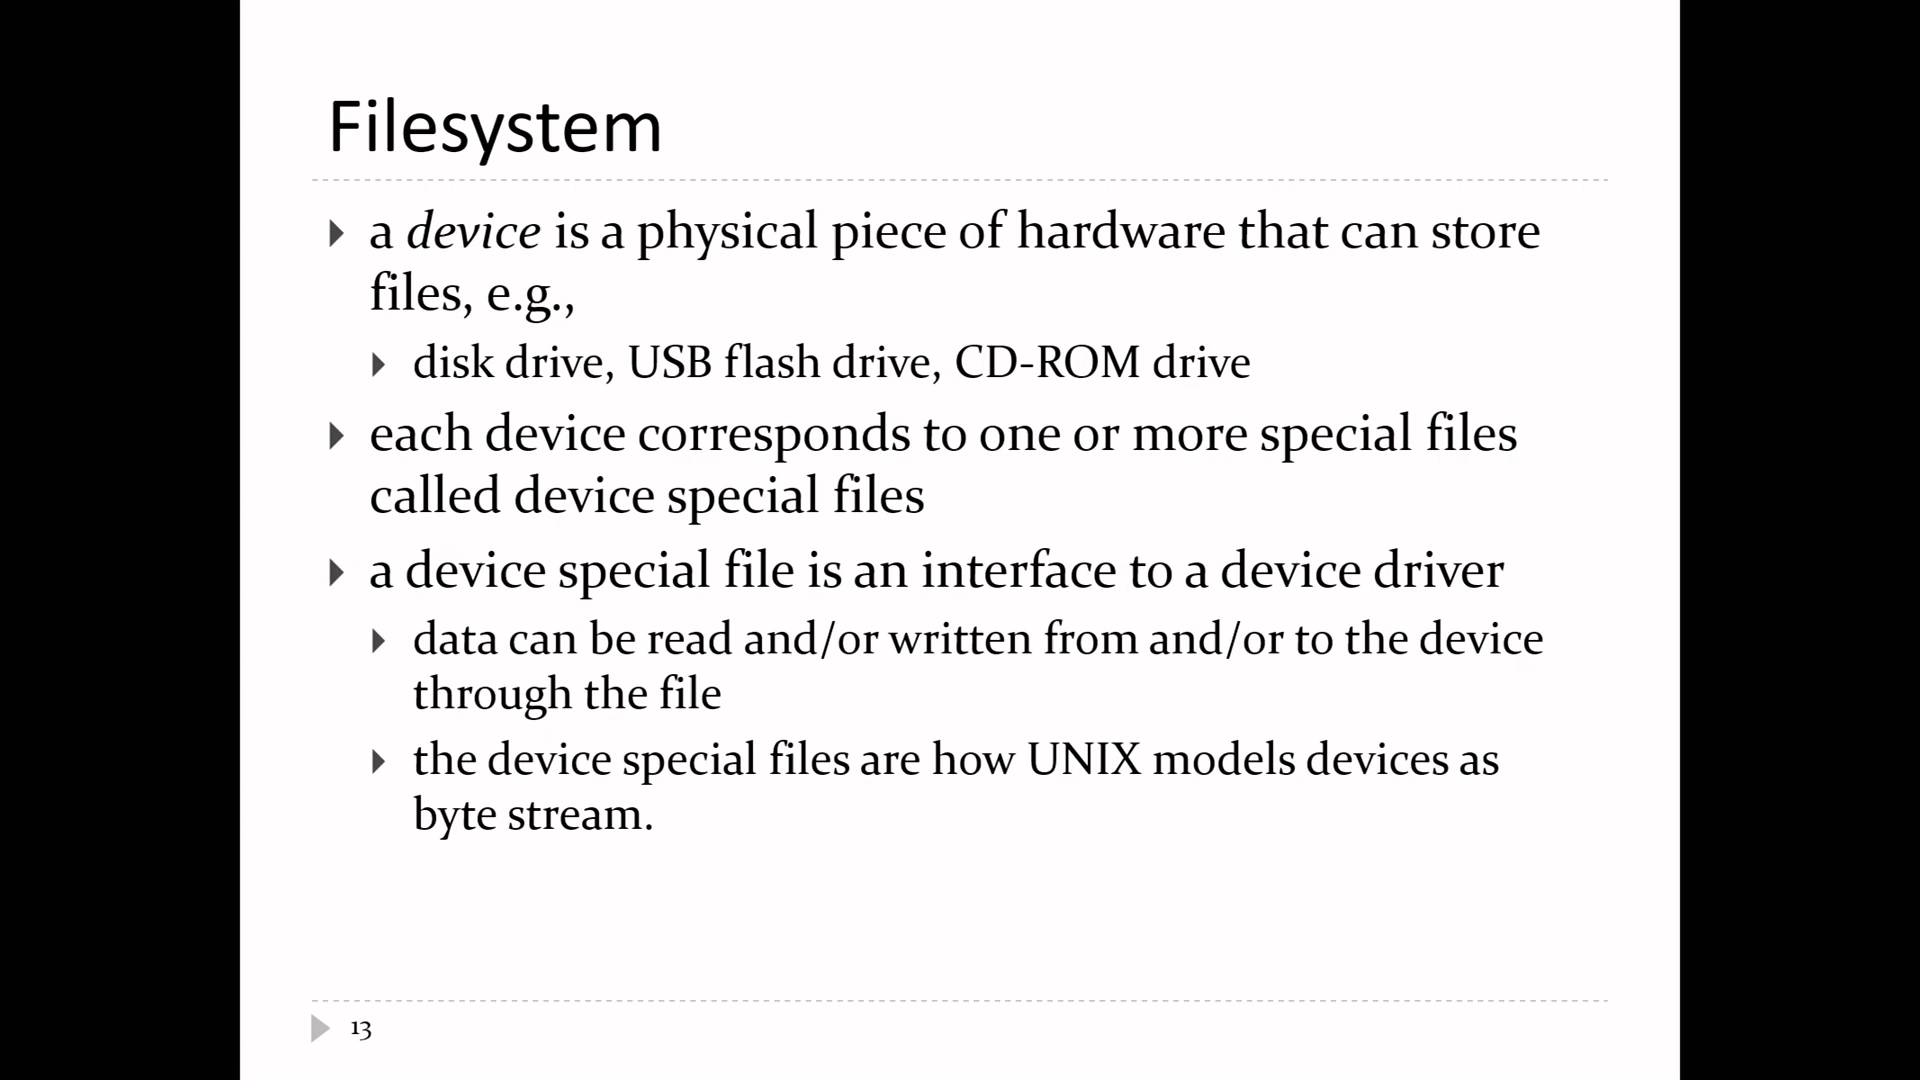 Filesystem
a device is a physical piece of hardware that can store
files, e.g.,
disk drive, USB flash drive, CD-ROM drive
each device corresponds to one or more special files
called device special files
a device special file is an interface to a device driver
data can be read and/or written from and/or to the device
through the file
the device special files are how UNIX models devices as
byte stream.
13